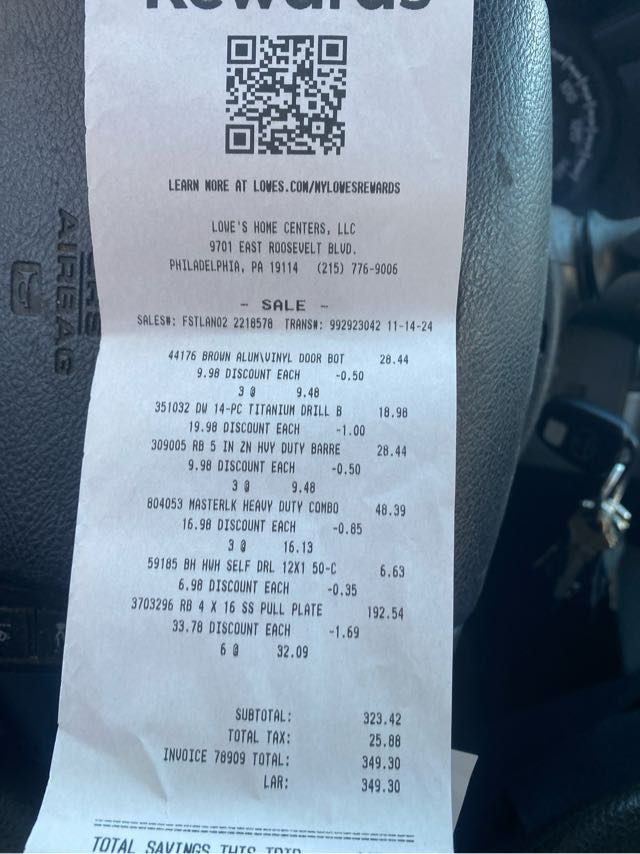 Rewards
LEARN MORE AT LOWES.COM/MYLOWESREWARDS
LOWE'S HOME CENTERS, LLC
9701 EAST ROOSEVELT BLVD.
PHILADELPHIA, PA 19114 (215) 776-9006
- SALE -
SALES#: FSTLAN02 2218578 TRANS#: 992923042 11-14-24
44176 BROWN ALUM\VINYL DOOR BOT 28.44
9.98 DISCOUNT EACH -0.50
3 @ 9.48
351032 DW 14-PC TITANIUM DRILL B 18.98
19.98 DISCOUNT EACH -1.00
309005 RB 5 IN ZN HVY DUTY BARRE 28.44
9.98 DISCOUNT EACH -0.50
3 @ 9.48
804053 MASTERLK HEAVY DUTY COMBO 48.39
16.98 DISCOUNT EACH -0.85
3 @ 16.13
59185 BH HWH SELF DRL 12X1 50-C 6.63
6.98 DISCOUNT EACH -0.35
3703296 RB 4 X 16 SS PULL PLATE 192.54
33.78 DISCOUNT EACH -1.69
6 @ 32.09
SUBTOTAL: 323.42
TOTAL TAX: 25.88
INVOICE 78909 TOTAL: 349.30
LAR: 349.30
TOTAL SAVINGS THIS TRIP
SRS
AIRBAG